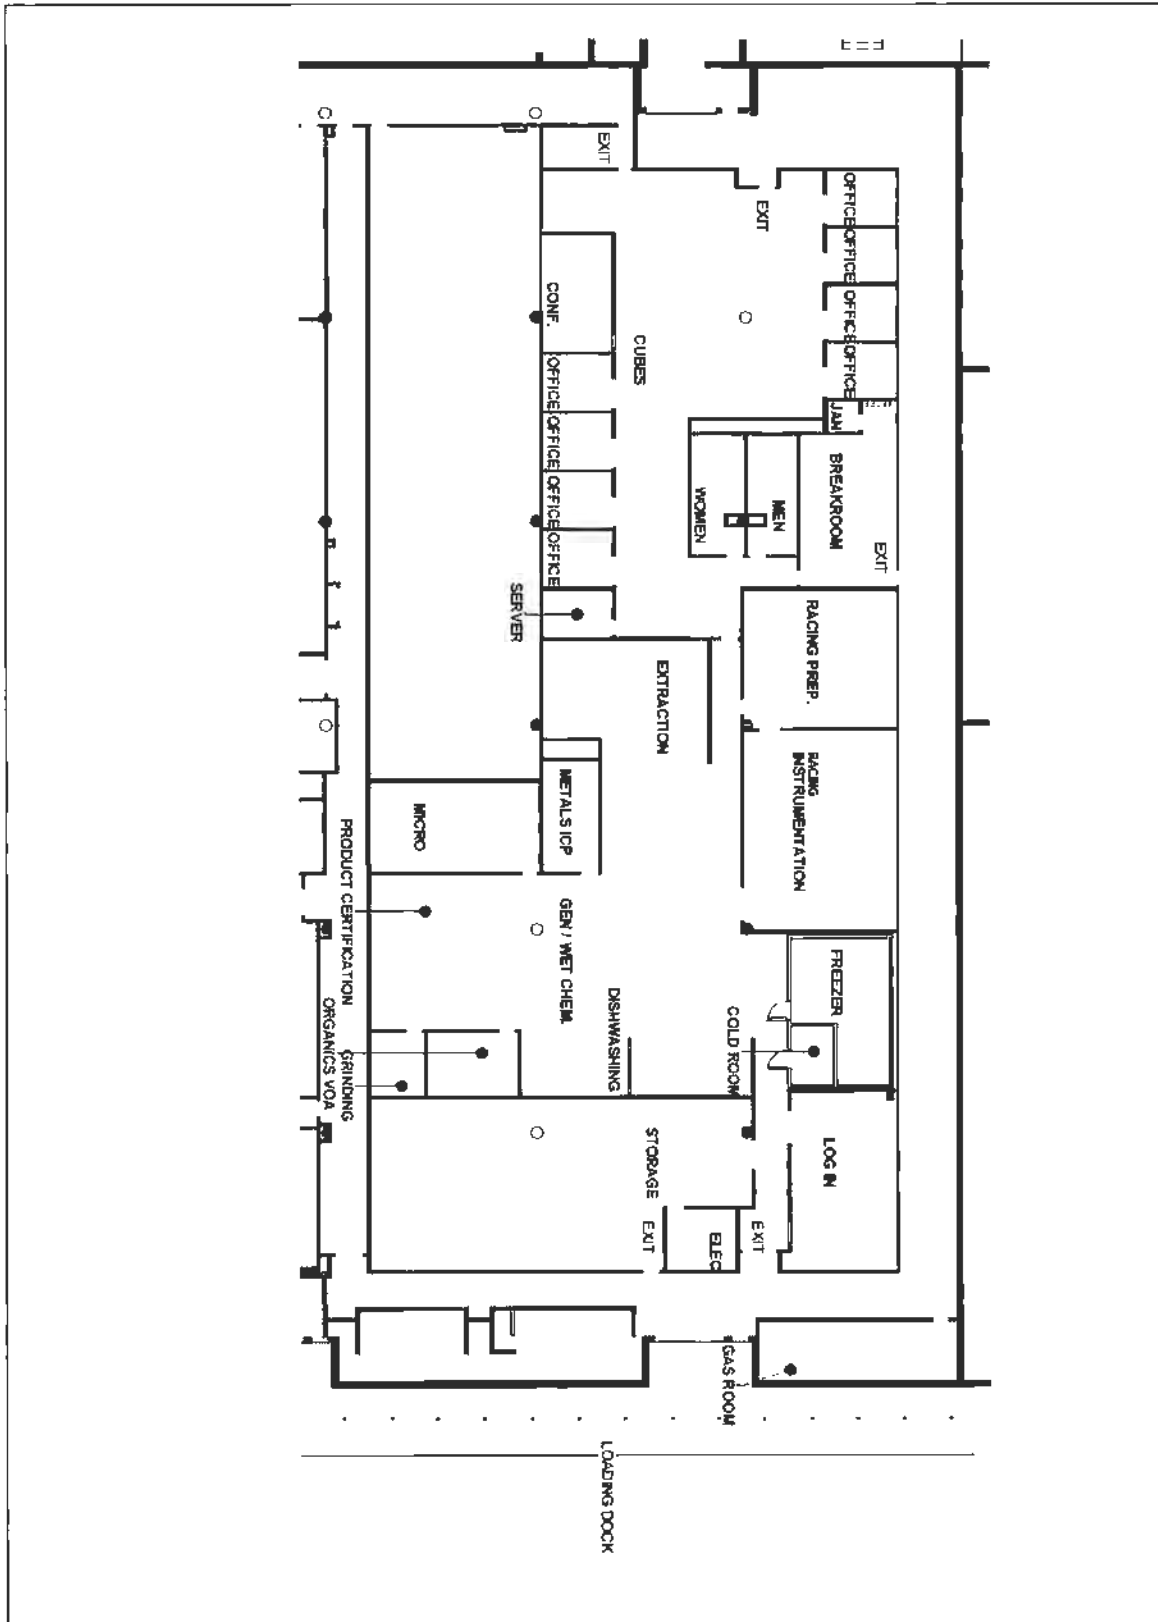 EXIT
OFFICE
OFFICE
OFFICE
OFFICE
EXIT
JAN
BREAKROOM
EXIT
MEN
WOMEN
CUBES
CONF.
OFFICE
OFFICE
OFFICE
OFFICE
SERVER
RACING PREP.
RACING
INSTRUMENTATION
EXTRACTION
METALS ICP
MICRO
PRODUCT CERTIFICATION
GEN / WET CHEM.
DISHWASHING
FREEZER
COLD ROOM
ORGANICS VOA
GRINDING
LOG IN
STORAGE
EXIT
ELEC
EXIT
GAS ROOM
LOADING DOCK